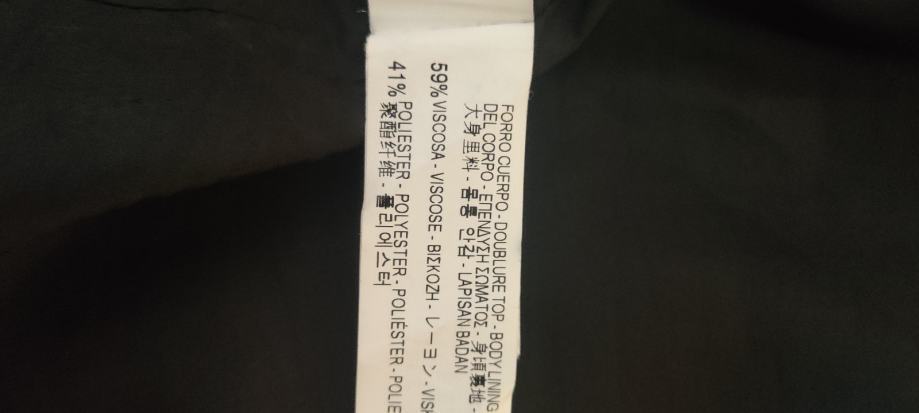 FORRO CUERPO - DOUBLURE TOP - BODY LINING
DEL CORPO - ΕΠΕΝΔΥΣΗ ΣΩΜΑΤΟΣ - 身頃裏地 -
大身里料 - 몸통 안감 - LAPISAN BADAN
59% VISCOSA - VISCOSE - ΒΙΣΚΟΖΗ - レーヨン -
41% POLIESTER - POLYESTER - POLIÉSTER -
聚酯纤维 - 폴리에스터